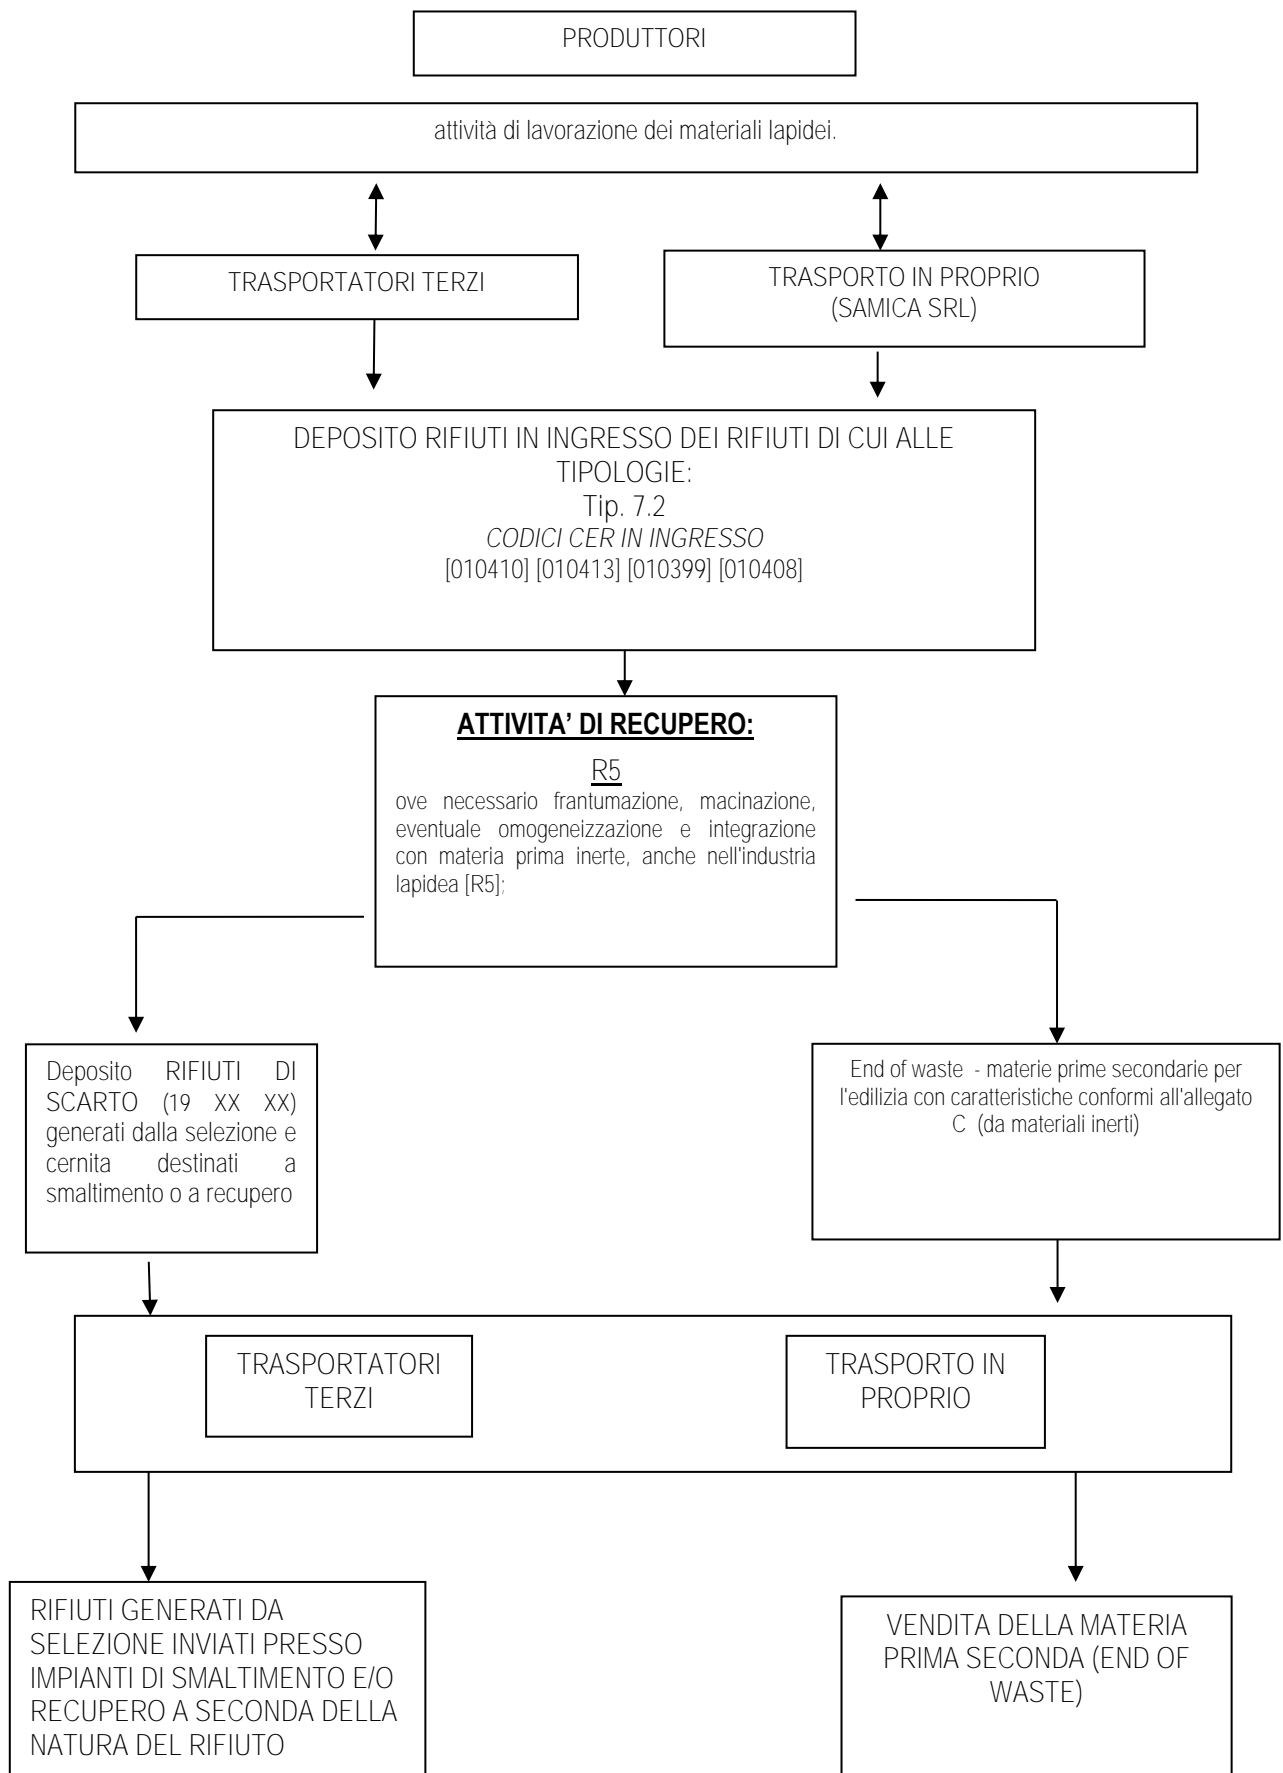 PRODUTTORI
attività di lavorazione dei materiali lapidei.
TRASPORTATORI TERZI
TRASPORTO IN PROPRIO
(SAMICA SRL)
DEPOSITO RIFIUTI IN INGRESSO DEI RIFIUTI DI CUI ALLE
TIPOLOGIE:
Tip. 7.2
CODICI CER IN INGRESSO
[010410] [010413] [010399] [010408]
ATTIVITA’ DI RECUPERO:
R5
ove necessario frantumazione, macinazione,
eventuale omogeneizzazione e integrazione
con materia prima inerte, anche nell'industria
lapidea [R5];
Deposito RIFIUTI DI
SCARTO (19 XX XX)
generati dalla selezione e
cernita destinati a
smaltimento o a recupero
End of waste - materie prime secondarie per
l'edilizia con caratteristiche conformi all'allegato
C (da materiali inerti)
TRASPORTATORI
TERZI
TRASPORTO IN
PROPRIO
RIFIUTI GENERATI DA
SELEZIONE INVIATI PRESSO
IMPIANTI DI SMALTIMENTO E/O
RECUPERO A SECONDA DELLA
NATURA DEL RIFIUTO
VENDITA DELLA MATERIA
PRIMA SECONDA (END OF
WASTE)